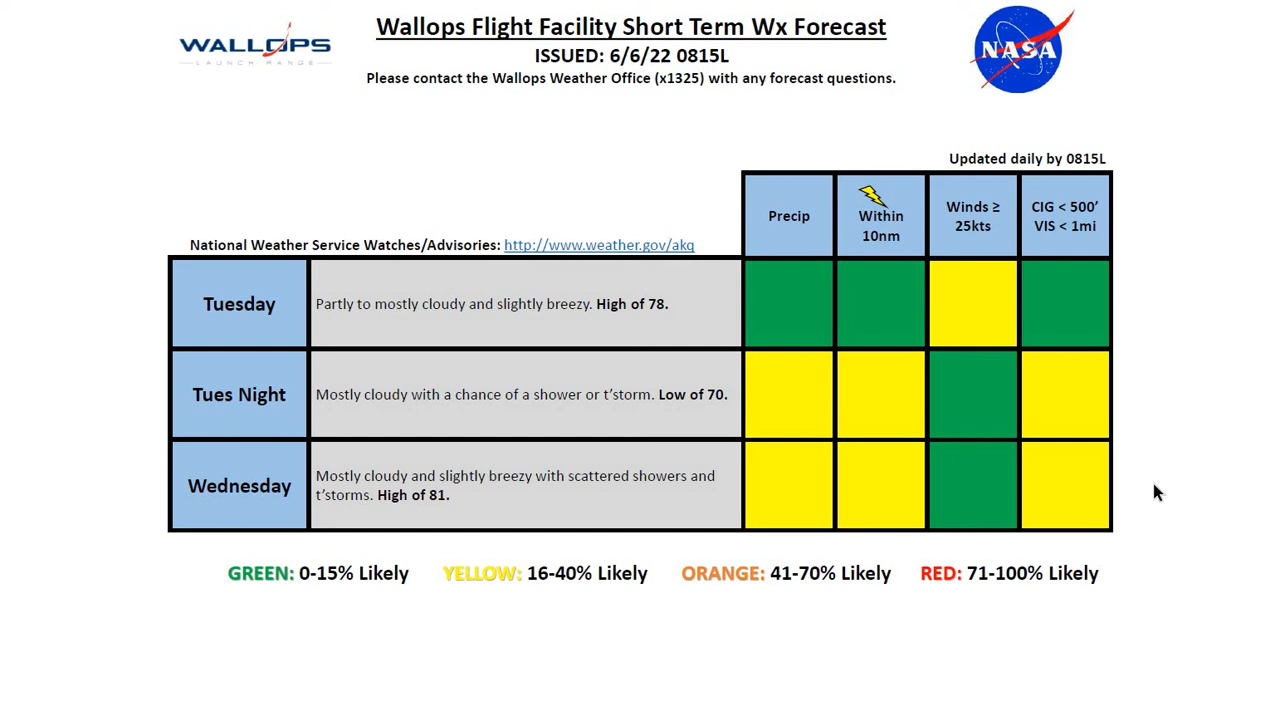 WALLOPS
LAUNCH RANGE
Wallops Flight Facility Short Term Wx Forecast
ISSUED: 6/6/22 0815L
Please contact the Wallops Weather Office (x1325) with any forecast questions.
NASA
Updated daily by 0815L
National Weather Service Watches/Advisories: http://www.weather.gov/akq
Precip
Within
10nm
Winds ≥
25kts
CIG < 500’
VIS < 1mi
Tuesday
Partly to mostly cloudy and slightly breezy. High of 78.
Tues Night
Mostly cloudy with a chance of a shower or t’storm. Low of 70.
Wednesday
Mostly cloudy and slightly breezy with scattered showers and
t’storms. High of 81.
GREEN: 0-15% Likely YELLOW: 16-40% Likely ORANGE: 41-70% Likely RED: 71-100% Likely